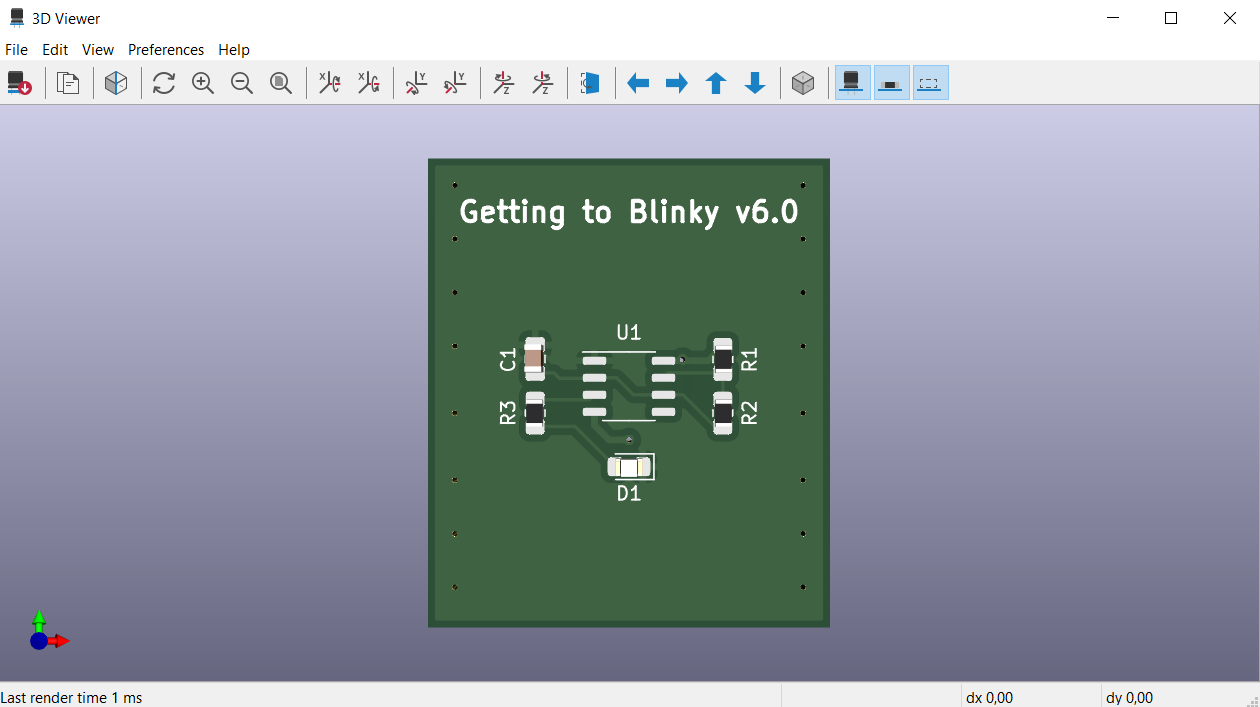 3D Viewer
File Edit View Preferences Help
Getting to Blinky v6.0
U1
C1
R1
R3
R2
D1
Last render time 1 ms
dx 0,00
dy 0,00